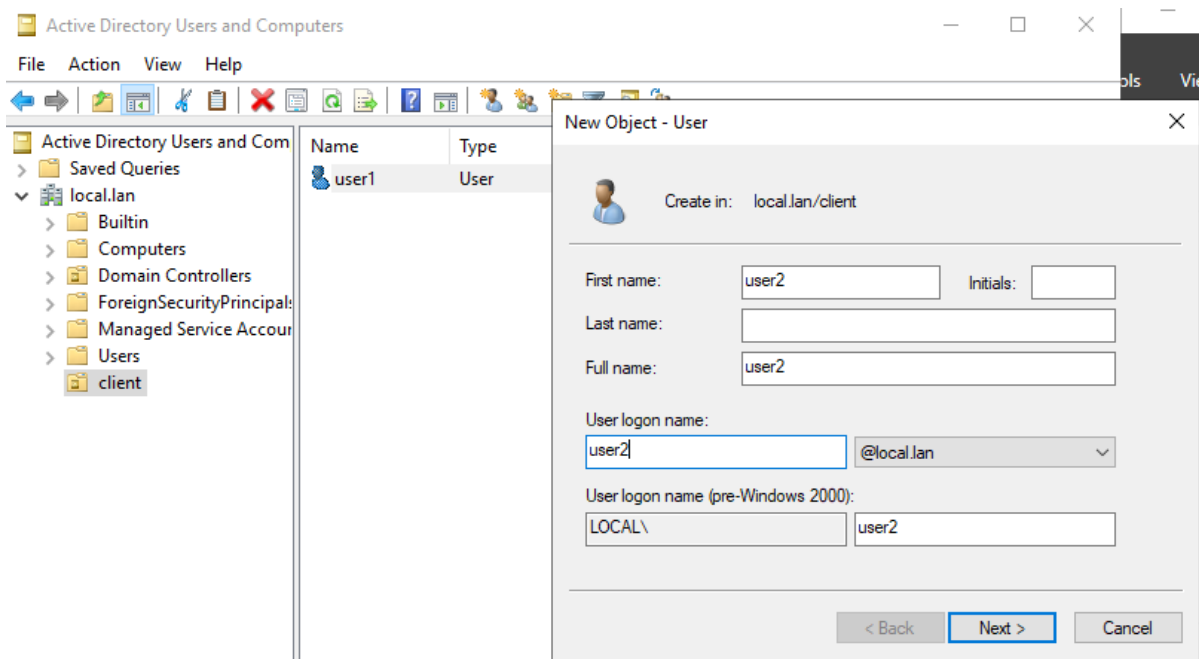 Active Directory Users and Computers
File Action View Help
ols Vie
Active Directory Users and Com
Saved Queries
local.lan
Builtin
Computers
Domain Controllers
ForeignSecurityPrincipals
Managed Service Accour
Users
client
Name Type
user1 User
New Object - User
Create in: local.lan/client
First name: user2 Initials:
Last name:
Full name: user2
User logon name:
user2 @local.lan
User logon name (pre-Windows 2000):
LOCAL\ user2
< Back Next > Cancel